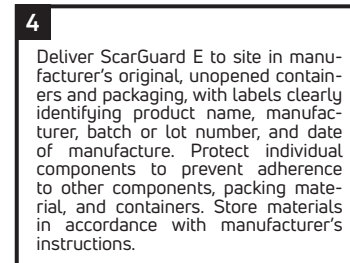 4
Deliver ScarGuard E to site in manu-
facturer's original, unopened contain-
ers and packaging, with labels clearly
identifying product name, manufac-
turer, batch or lot number, and date
of manufacture. Protect individual
components to prevent adherence
to other components, packing mate-
rial, and containers. Store materials
in accordance with manufacturer's
instructions.